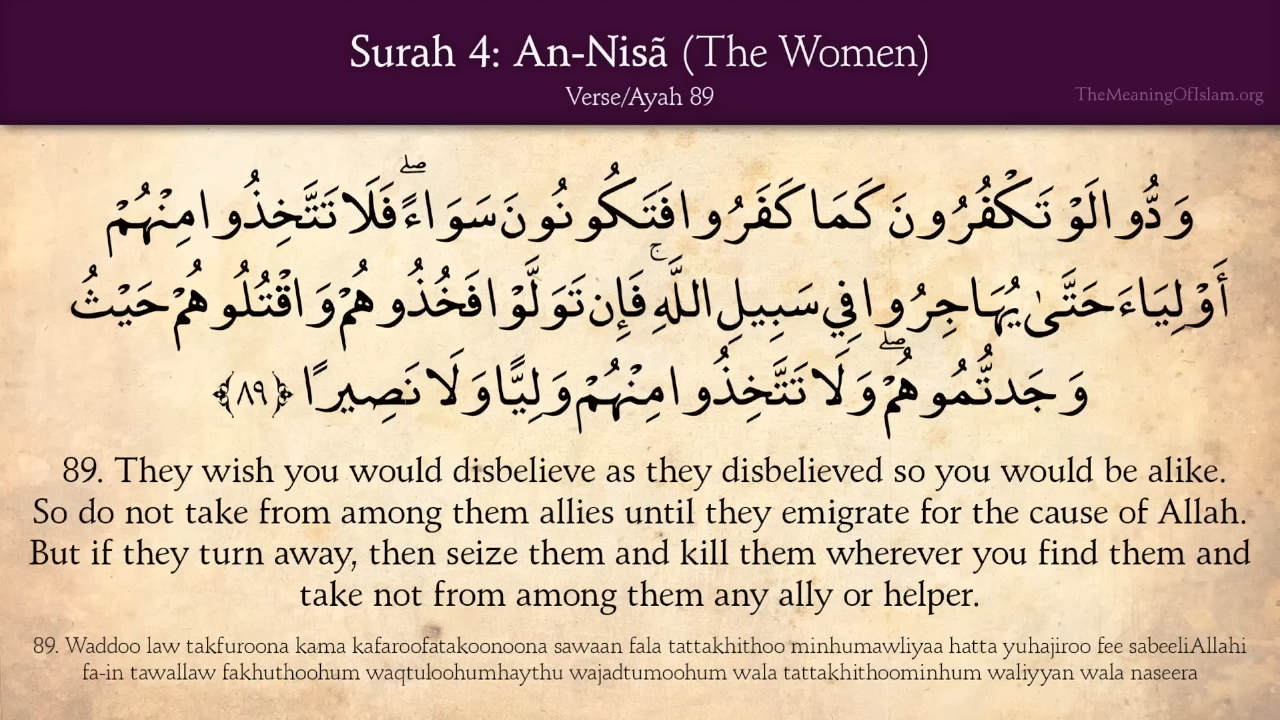 Surah 4: An-Nisã (The Women)
Verse/Ayah 89
TheMeaningOfIslam.org
وَدُّوا لَوْ تَكْفُرُونَ كَمَا كَفَرُوا فَتَكُونُونَ سَوَاءً ۖ فَلَا تَتَّخِذُوا مِنْهُمْ
أَوْلِيَاءَ حَتَّىٰ يُهَاجِرُوا فِي سَبِيلِ اللَّهِ ۚ فَإِن تَوَلَّوْا فَخُذُوهُمْ وَاقْتُلُوهُمْ حَيْثُ
وَجَدتُّمُوهُمْ ۖ وَلَا تَتَّخِذُوا مِنْهُمْ وَلِيًّا وَلَا نَصِيرًا ﴿٨٩﴾
89. They wish you would disbelieve as they disbelieved so you would be alike.
So do not take from among them allies until they emigrate for the cause of Allah.
But if they turn away, then seize them and kill them wherever you find them and
take not from among them any ally or helper.
89. Waddoo law takfuroona kama kafaroofatakoonoona sawaan fala tattakhithoo minhumawliyaa hatta yuhajiroo fee sabeeliAllahi
fa-in tawallaw fakhuthoohum waqtuloohumhaythu wajadtumoohum wala tattakhithoominhum waliyyan wala naseera